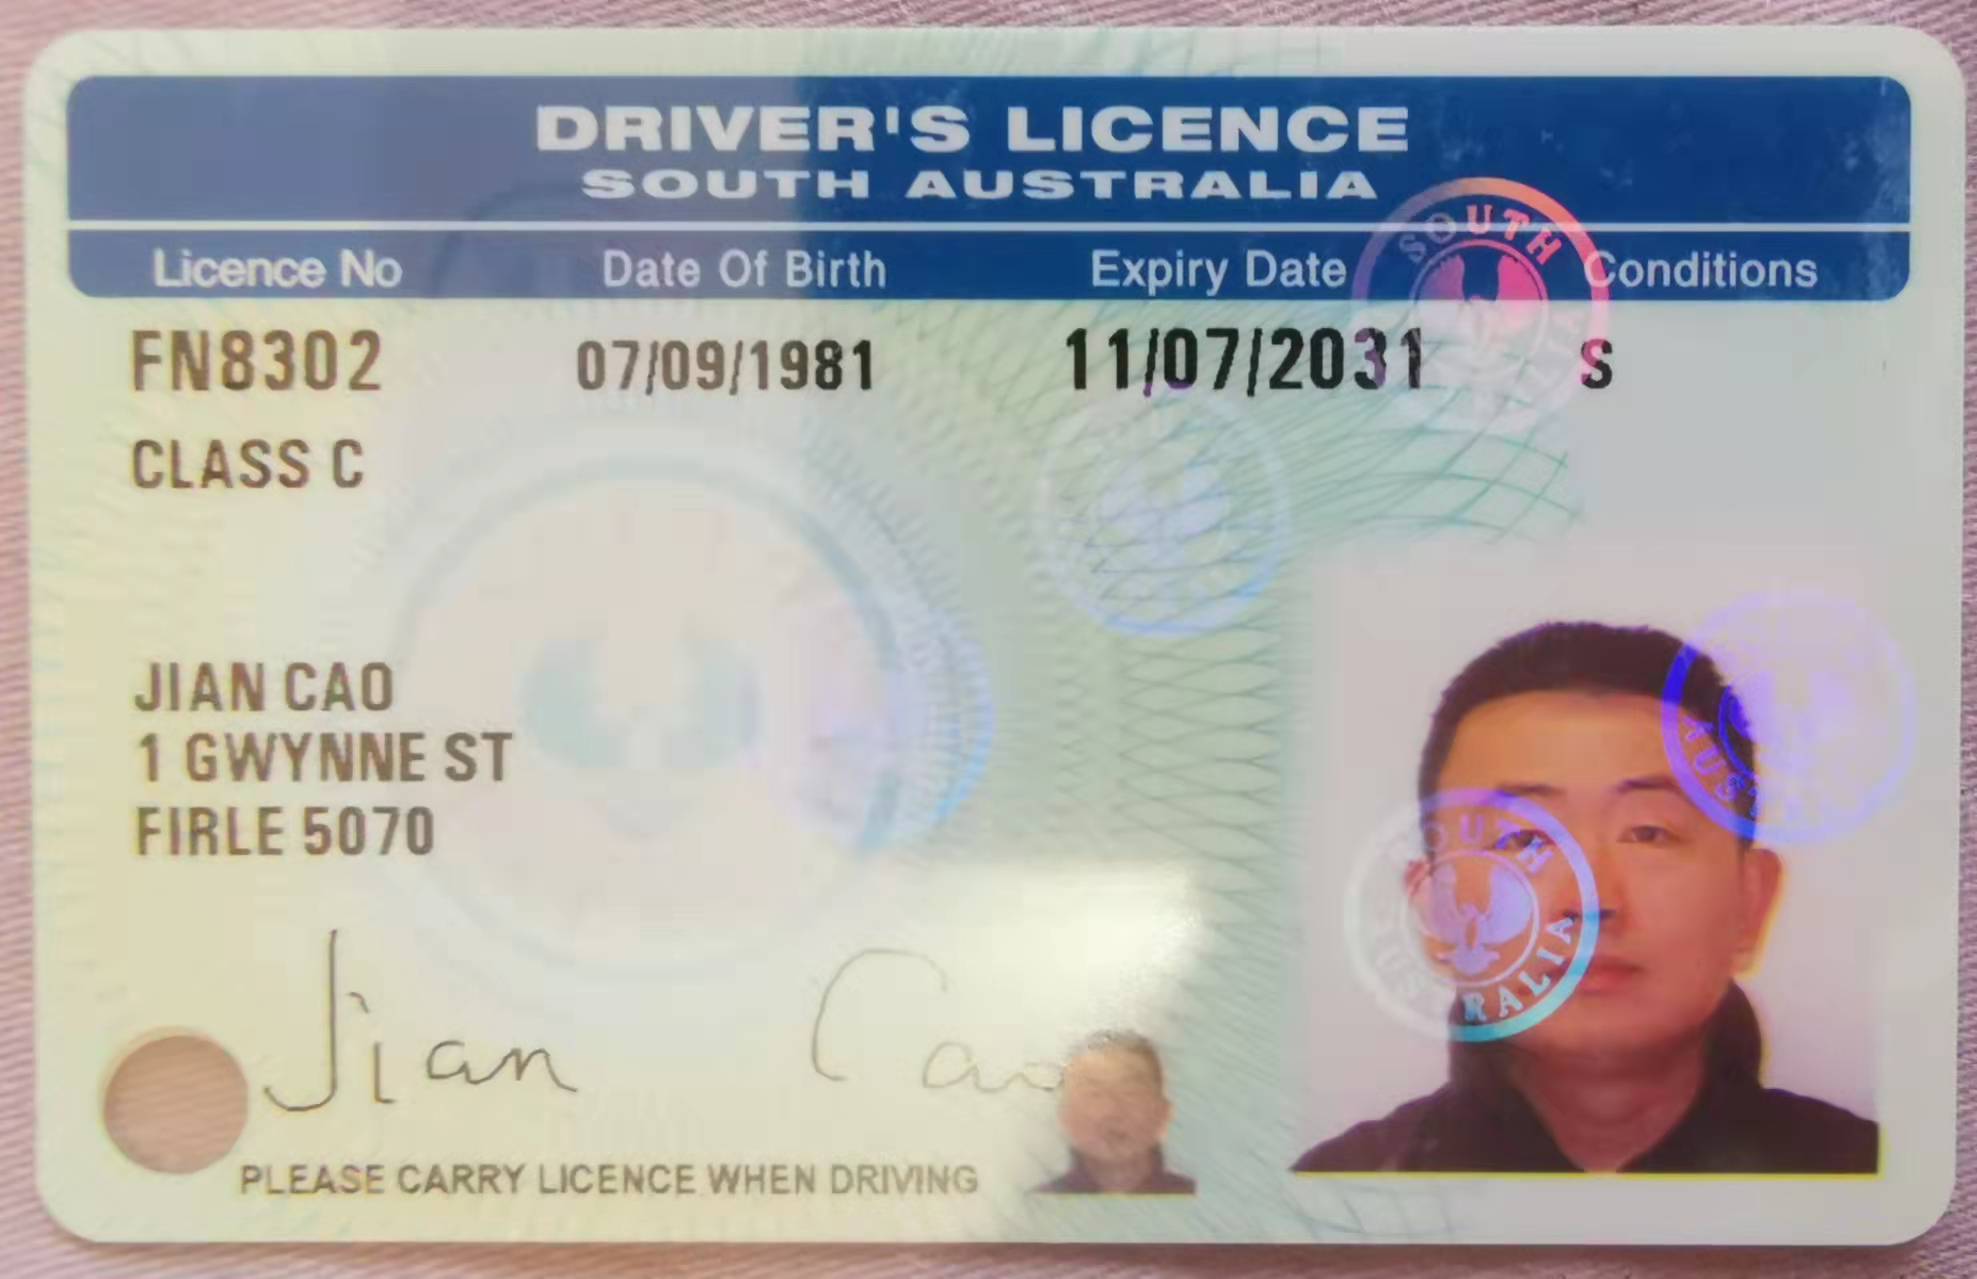 DRIVER'S LICENCE
SOUTH AUSTRALIA
Licence No Date Of Birth Expiry Date Conditions
FN8302 07/09/1981 11/07/2031 S
CLASS C
JIAN CAO
1 GWYNNE ST
FIRLE 5070
Jian Cao
PLEASE CARRY LICENCE WHEN DRIVING
SOUTH
SOUTH AUSTRALIA